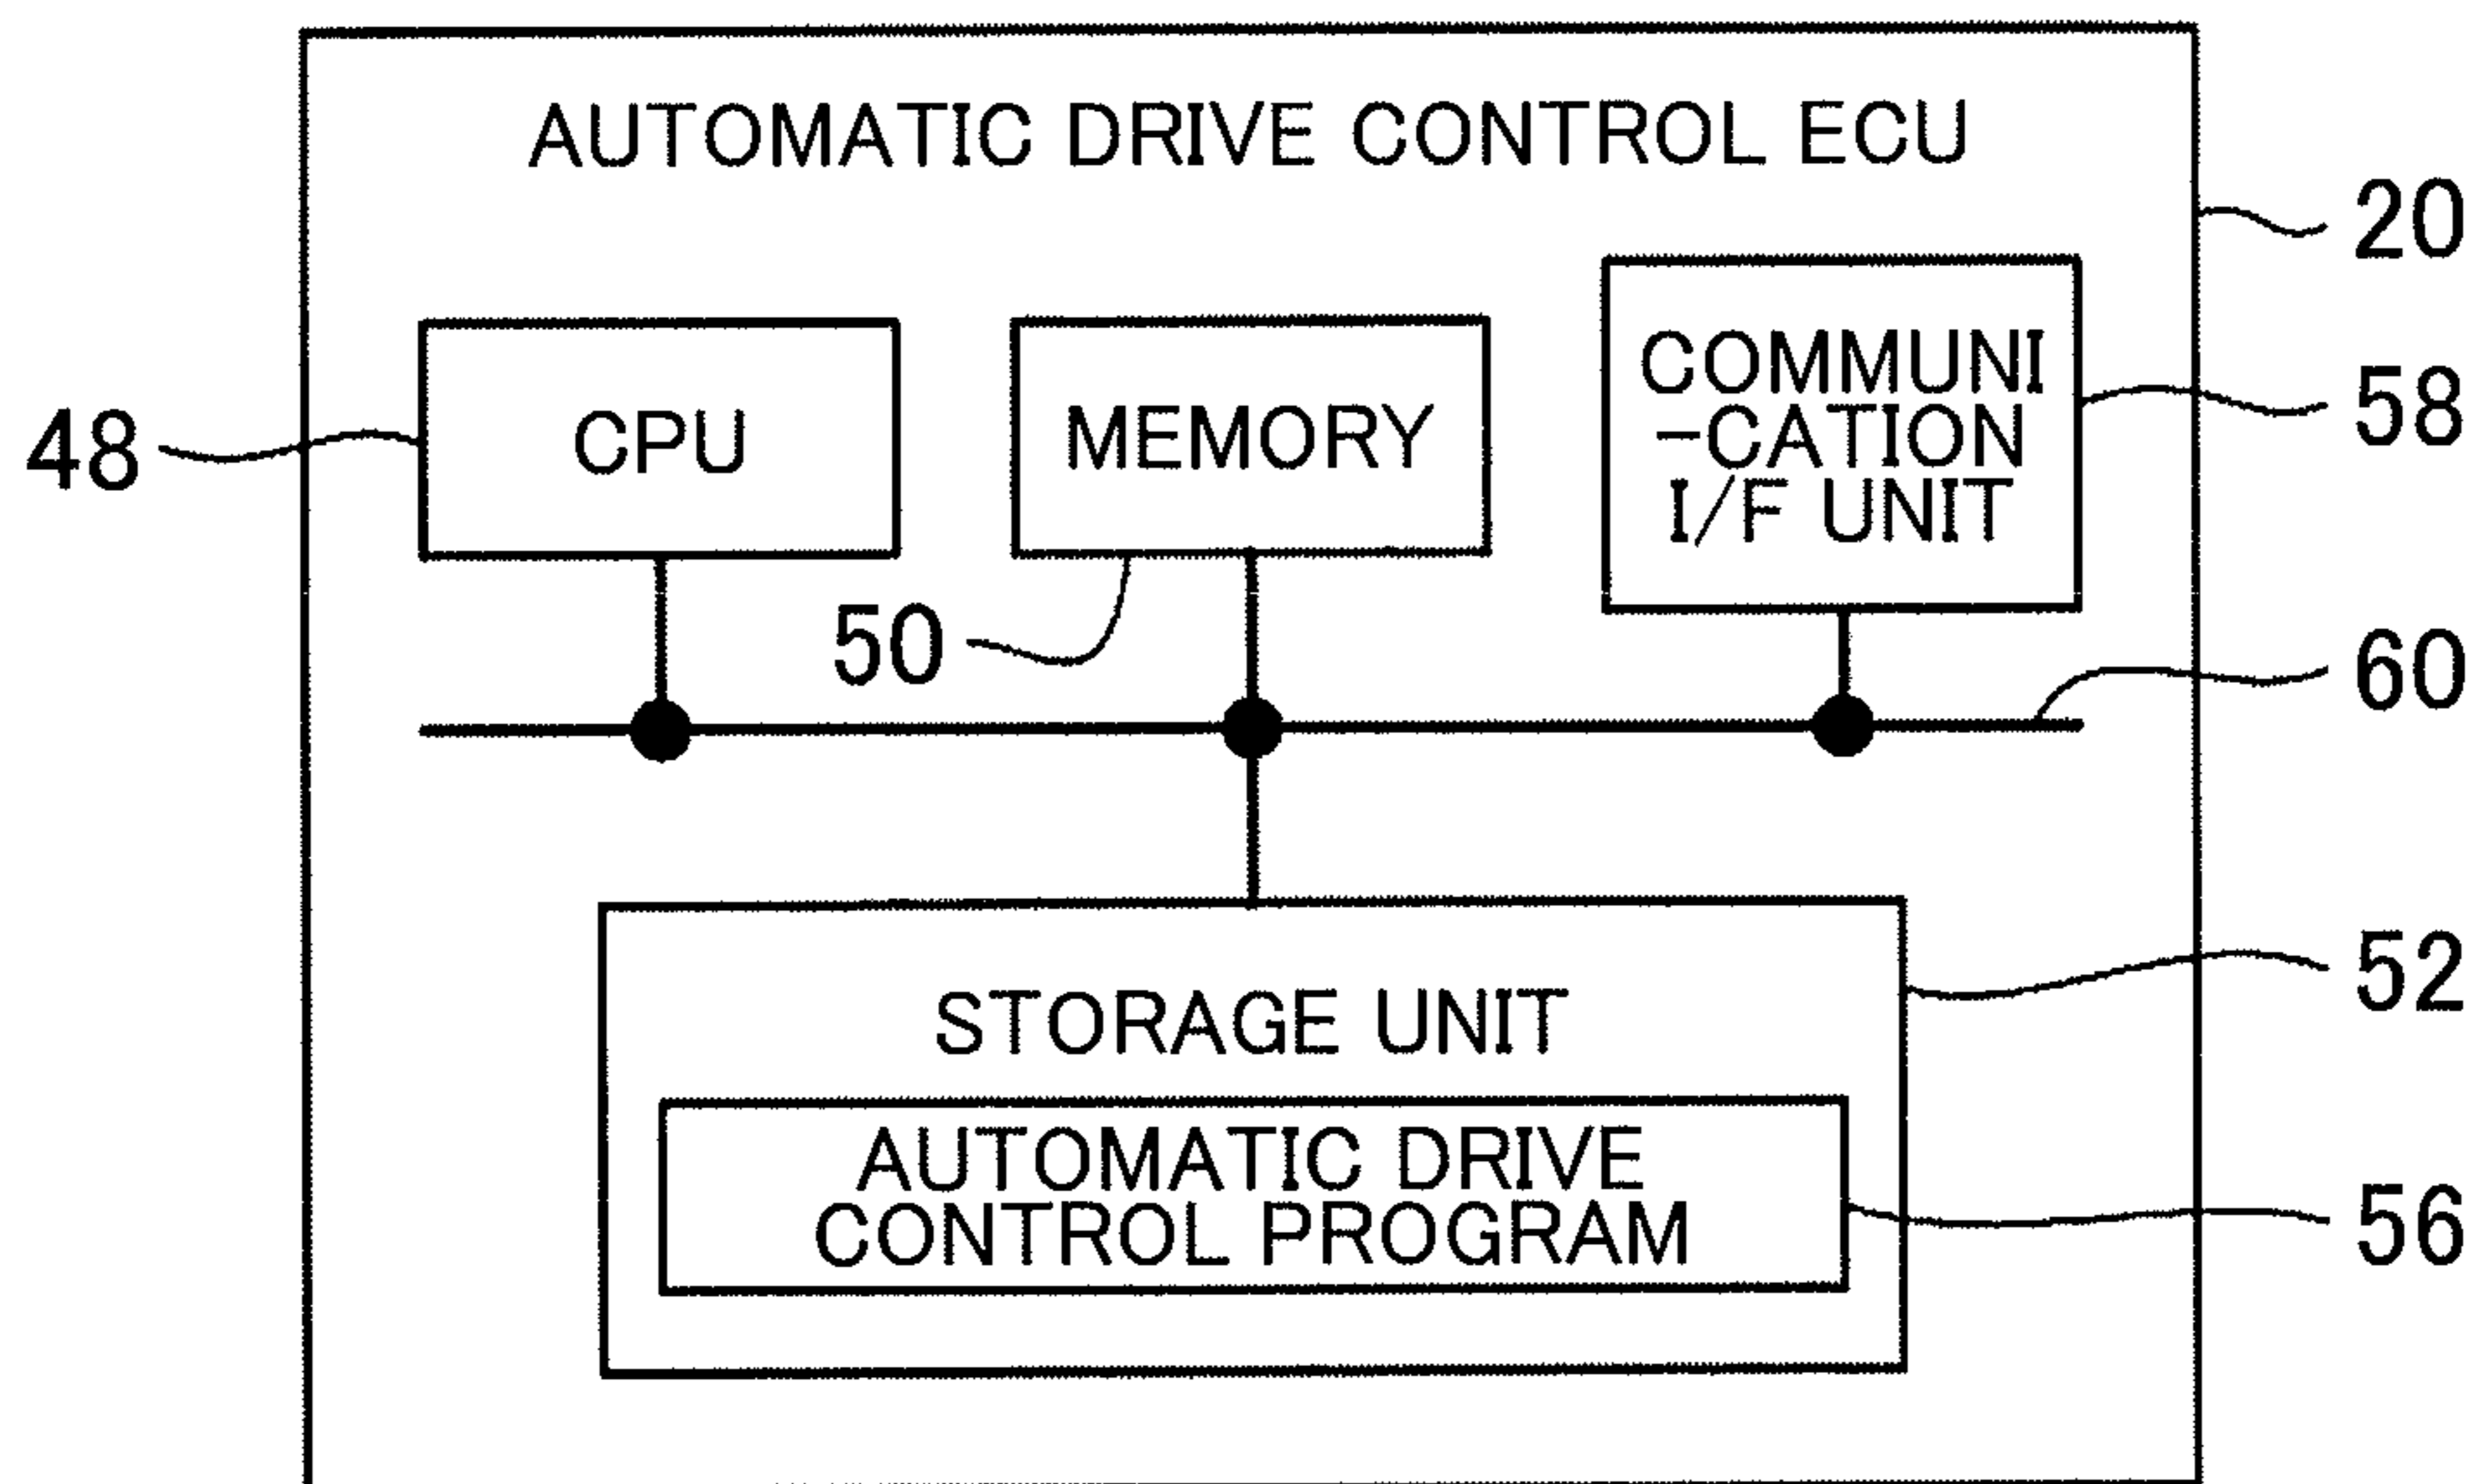 AUTOMATIC DRIVE CONTROL ECU
20
CPU
MEMORY
COMMUNI
-CATION
I/F UNIT
48
58
50
60
STORAGE UNIT
52
AUTOMATIC DRIVE
CONTROL PROGRAM
56